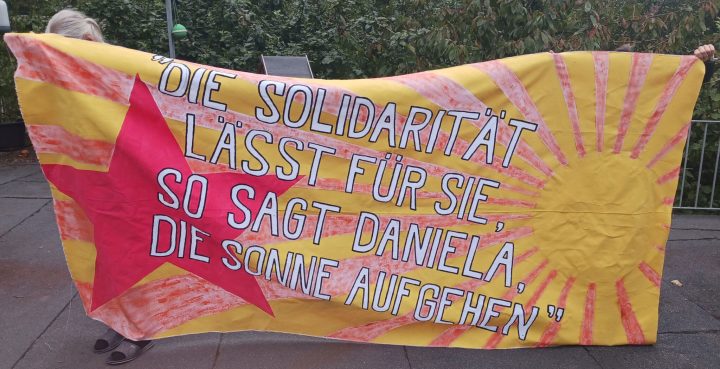 "DIE SOLIDARITÄT
LÄSST FÜR SIE,
SO SAGT DANIELA,
DIE SONNE AUFGEHEN"